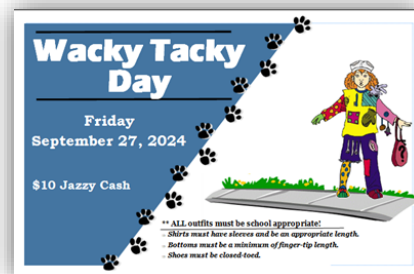 Wacky Tacky
Day
Friday
September 27, 2024
$10 Jazzy Cash
** ALL outfits must be school appropriate!
Shirts must have sleeves and be an appropriate length.
Bottoms must be a minimum of finger-tip length.
Shoes must be closed-toed.